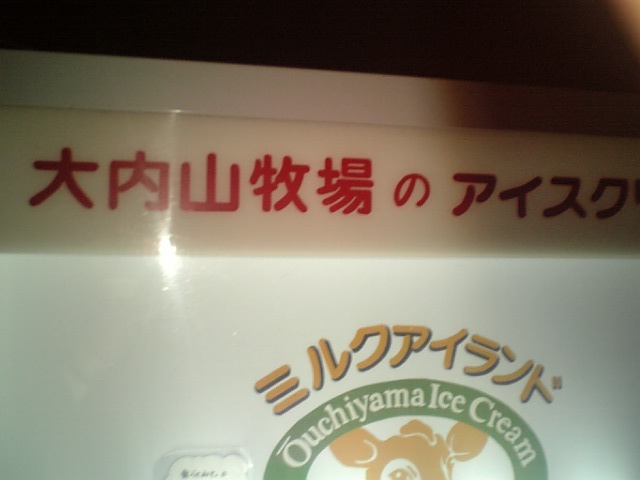 大内山牧場のアイスク
ミルクアイランド
Ouchiyama Ice Cream